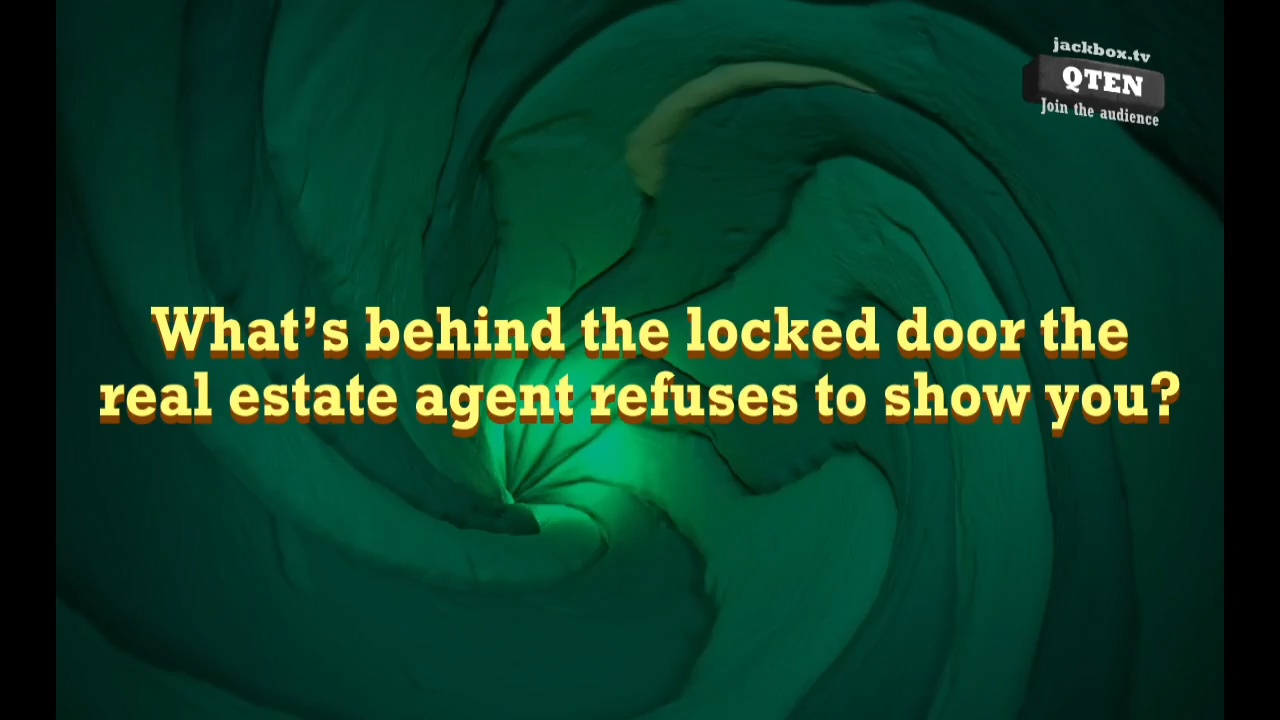 jackbox.tv
QTEN
Join the audience
What's behind the locked door the
real estate agent refuses to show you?